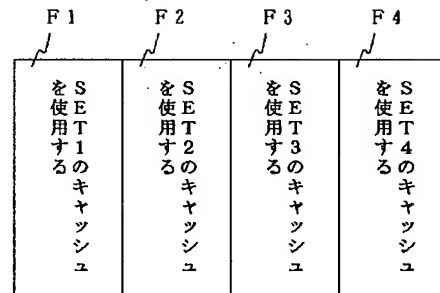 F1
F2
F3
F4
SET1のキャッシュ
を使用する
SET2のキャッシュ
を使用する
SET3のキャッシュ
を使用する
SET4のキャッシュ
を使用する